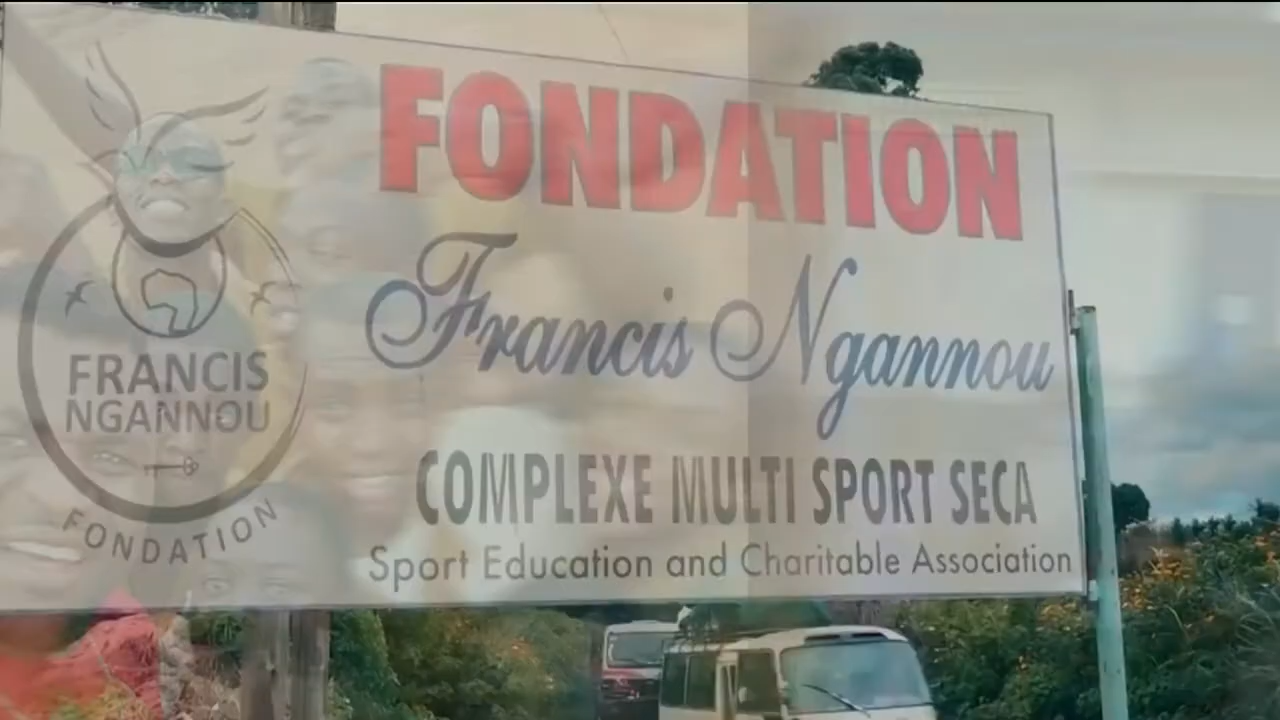 FONDATION
Francis Ngannou
COMPLEXE MULTI SPORT SECA
Sport Education and Charitable Association
FRANCIS
NGANNOU
FONDATION